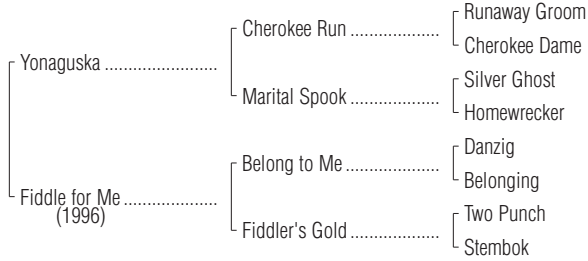 Runaway Groom
Cherokee Run ....................
Cherokee Dame
Yonaguska .........................
Silver Ghost
Marital Spook ....................
Homewrecker
Danzig
Belong to Me .....................
Belonging
Fiddle for Me .....................
(1996)
Two Punch
Fiddler's Gold ....................
Stembok